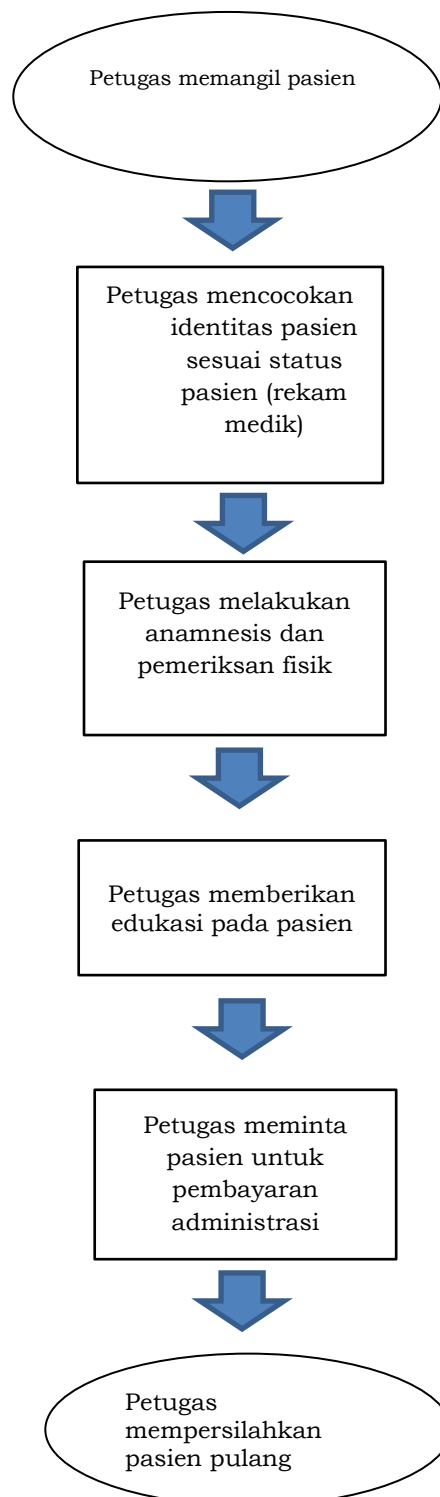 Petugas memangil pasien
Petugas mencocokan
identitas pasien
sesuai status
pasien (rekam
medik)
Petugas melakukan
anamnesis dan
pemeriksan fisik
Petugas memberikan
edukasi pada pasien
Petugas meminta
pasien untuk
pembayaran
administrasi
Petugas
mempersilahkan
pasien pulang